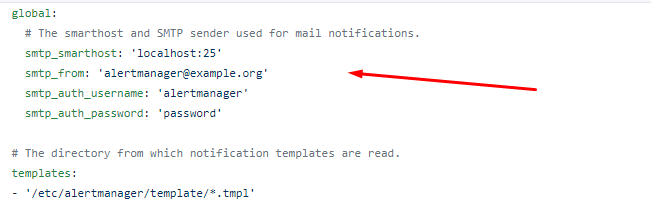 global:
  # The smarthost and SMTP sender used for mail notifications.
  smtp_smarthost: 'localhost:25'
  smtp_from: 'alertmanager@example.org'
  smtp_auth_username: 'alertmanager'
  smtp_auth_password: 'password'

# The directory from which notification templates are read.
templates:
- '/etc/alertmanager/template/*.tmpl'